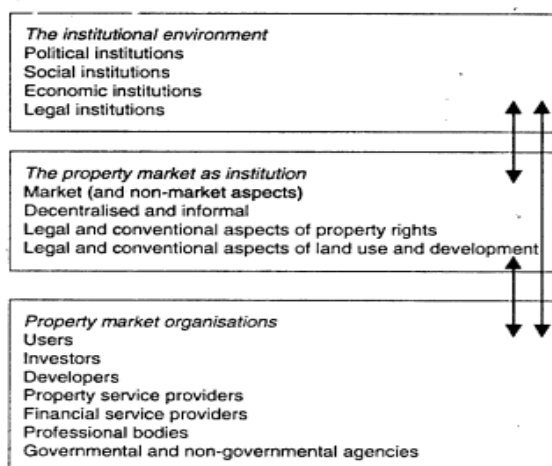 The institutional environment
Political institutions
Social institutions
Economic institutions
Legal institutions
The property market as institution
Market (and non-market aspects)
Decentralised and informal
Legal and conventional aspects of property rights
Legal and conventional aspects of land use and development
Property market organisations
Users
Investors
Developers
Property service providers
Financial service providers
Professional bodies
Governmental and non-governmental agencies